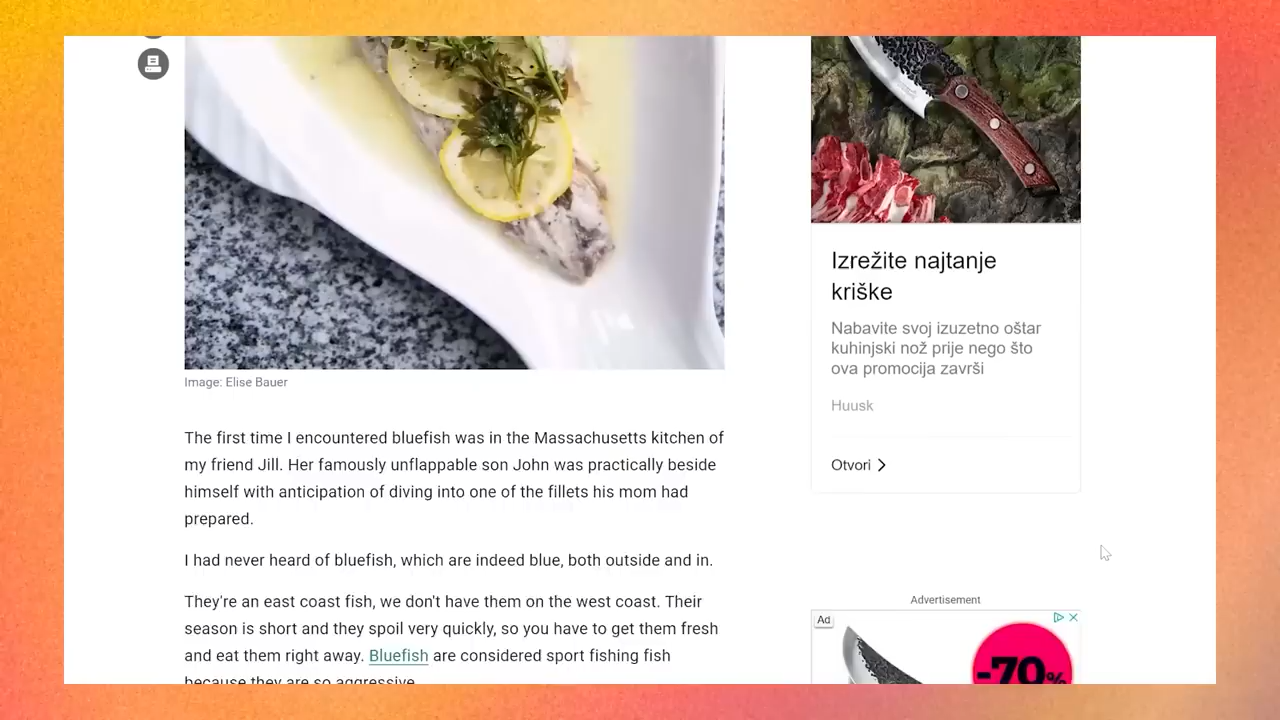 Image: Elise Bauer
The first time I encountered bluefish was in the Massachusetts kitchen of
my friend Jill. Her famously unflappable son John was practically beside
himself with anticipation of diving into one of the fillets his mom had
prepared.
I had never heard of bluefish, which are indeed blue, both outside and in.
They're an east coast fish, we don't have them on the west coast. Their
season is short and they spoil very quickly, so you have to get them fresh
and eat them right away. Bluefish are considered sport fishing fish
because they are so aggressive
Izrežite najtanje
kriške
Nabavite svoj izuzetno oštar
kuhinjski nož prije nego što
ova promocija završi
Huusk
Otvori
Advertisement
Ad
-70%